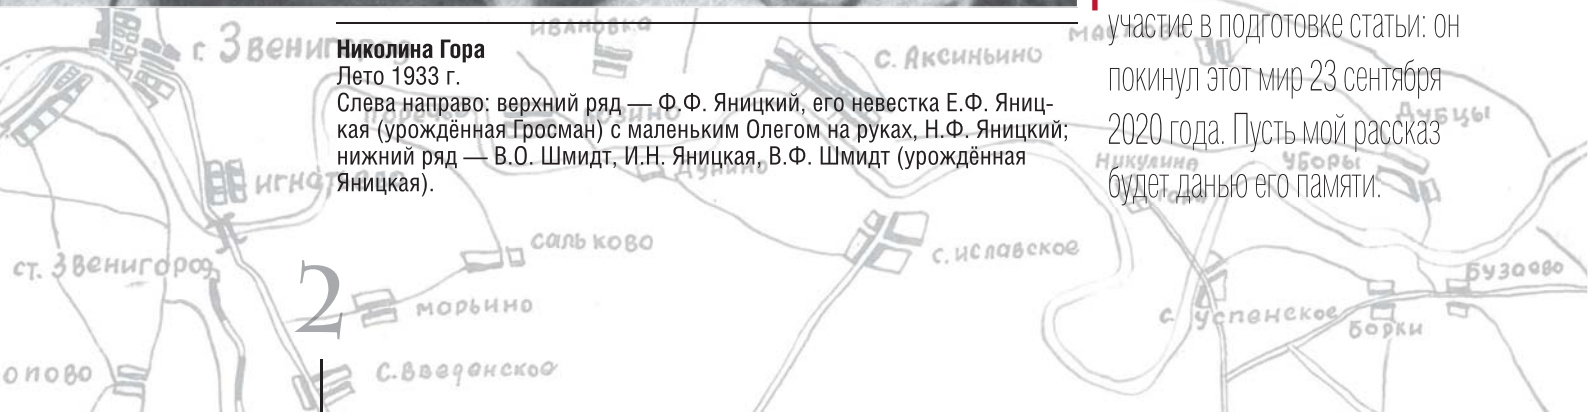 Николина Гора
Лето 1933 г.
Слева направо: верхний ряд — Ф.Ф. Яницкий, его невестка Е.Ф. Яниц-
кая (урождённая Гросман) с маленьким Олегом на руках, Н.Ф. Яницкий;
нижний ряд — В.О. Шмидт, И.Н. Яницкая, В.Ф. Шмидт (урождённая
Яницкая).
участие в подготовке статьи: он
покинул этот мир 23 сентября
2020 года. Пусть мой рассказ
будет данью его памяти.
г. Звенигород
ивановка
с. Аксиньино
Дубцы
Никулино
Уборы
Дунино
сальково
с. иславское
ст. Звенигород
морьино
Бузаево
с. Успенское
Борки
с. Введенское
2